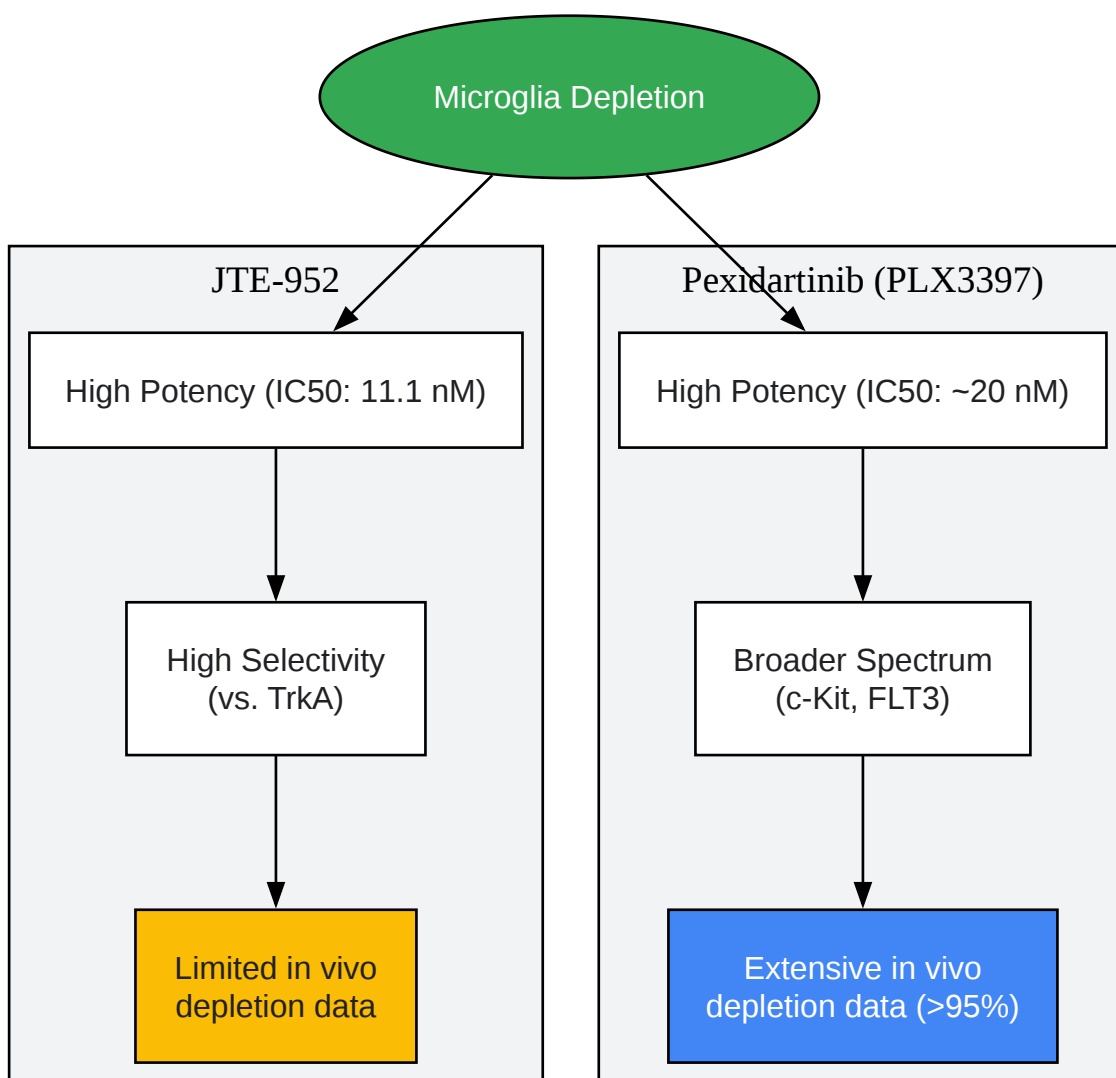 Microglia Depletion
JTE-952
High Potency (IC50: 11.1 nM)
High Selectivity
(vs. TrkA)
Limited in vivo
depletion data
Pexidartinib (PLX3397)
High Potency (IC50: ~20 nM)
Broader Spectrum
(c-Kit, FLT3)
Extensive in vivo
depletion data (>95%)